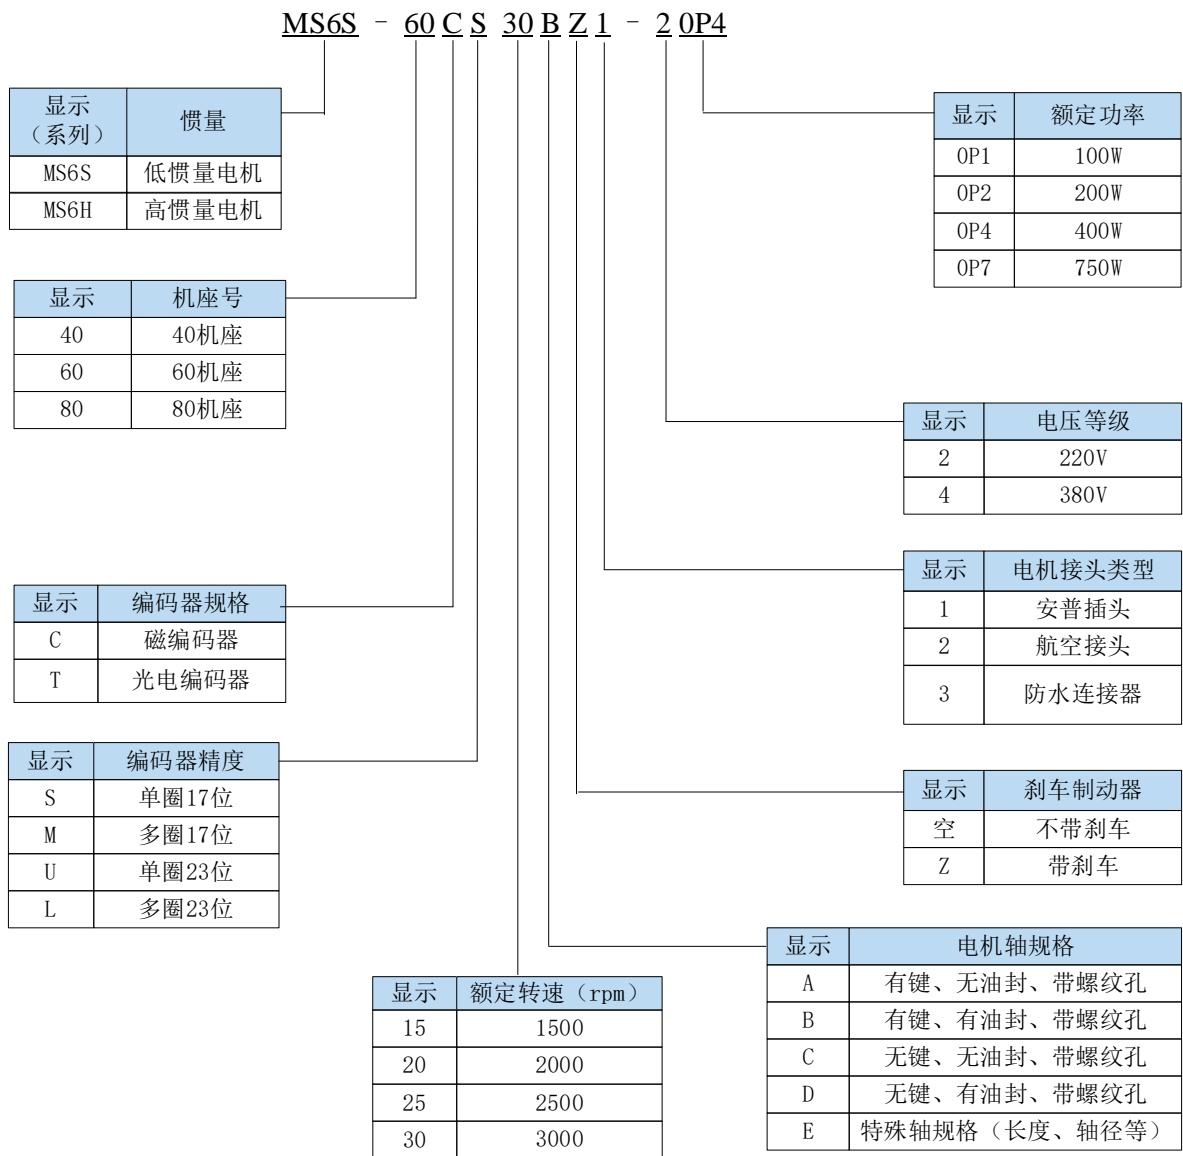 MS6S - 60 C S 30 B Z 1 - 2 0P4
显示（系列） 惯量
MS6S 低惯量电机
MS6H 高惯量电机
显示 机座号
40 40机座
60 60机座
80 80机座
显示 编码器规格
C 磁编码器
T 光电编码器
显示 编码器精度
S 单圈17位
M 多圈17位
U 单圈23位
L 多圈23位
显示 额定转速（rpm）
15 1500
20 2000
25 2500
30 3000
显示 额定功率
0P1 100W
0P2 200W
0P4 400W
0P7 750W
显示 电压等级
2 220V
4 380V
显示 电机接头类型
1 安普插头
2 航空接头
3 防水连接器
显示 刹车制动器
空 不带刹车
Z 带刹车
显示 电机轴规格
A 有键、无油封、带螺纹孔
B 有键、有油封、带螺纹孔
C 无键、无油封、带螺纹孔
D 无键、有油封、带螺纹孔
E 特殊轴规格（长度、轴径等）